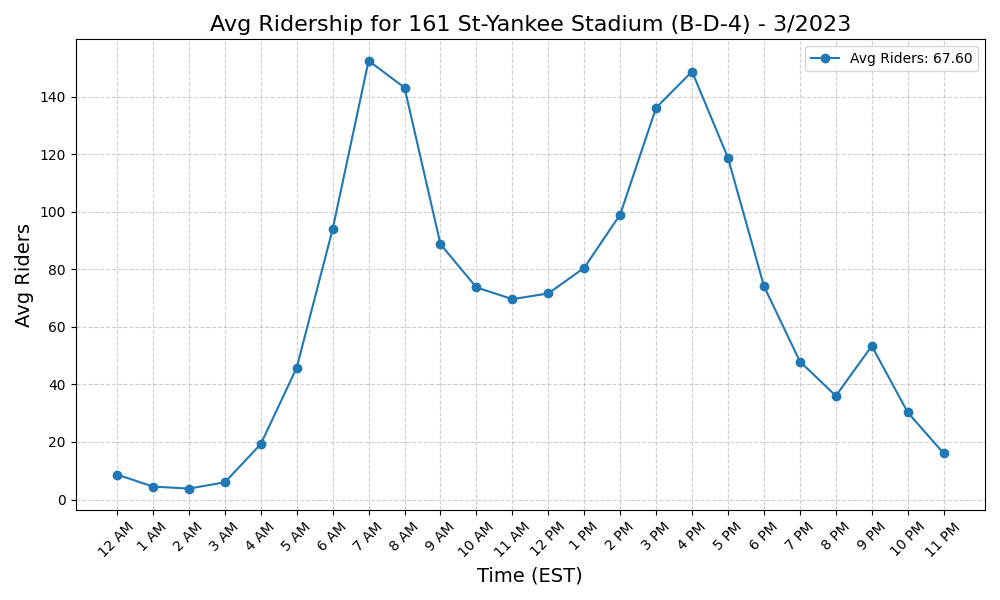 Avg Ridership for 161 St-Yankee Stadium (B-D-4) - 3/2023
Avg Riders: 67.60
Avg Riders
140
120
100
80
60
40
20
0
12 AM
1 AM
2 AM
3 AM
4 AM
5 AM
6 AM
7 AM
8 AM
9 AM
10 AM
11 AM
12 PM
1 PM
2 PM
3 PM
4 PM
5 PM
6 PM
7 PM
8 PM
9 PM
10 PM
11 PM
Time (EST)